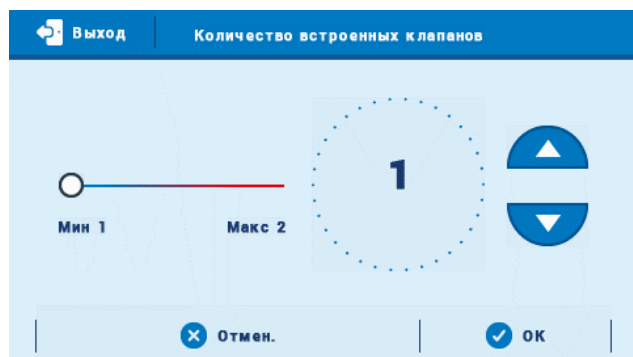 Выход
Количество встроенных клапанов
1
Мин 1
Макс 2
Отмен.
OK